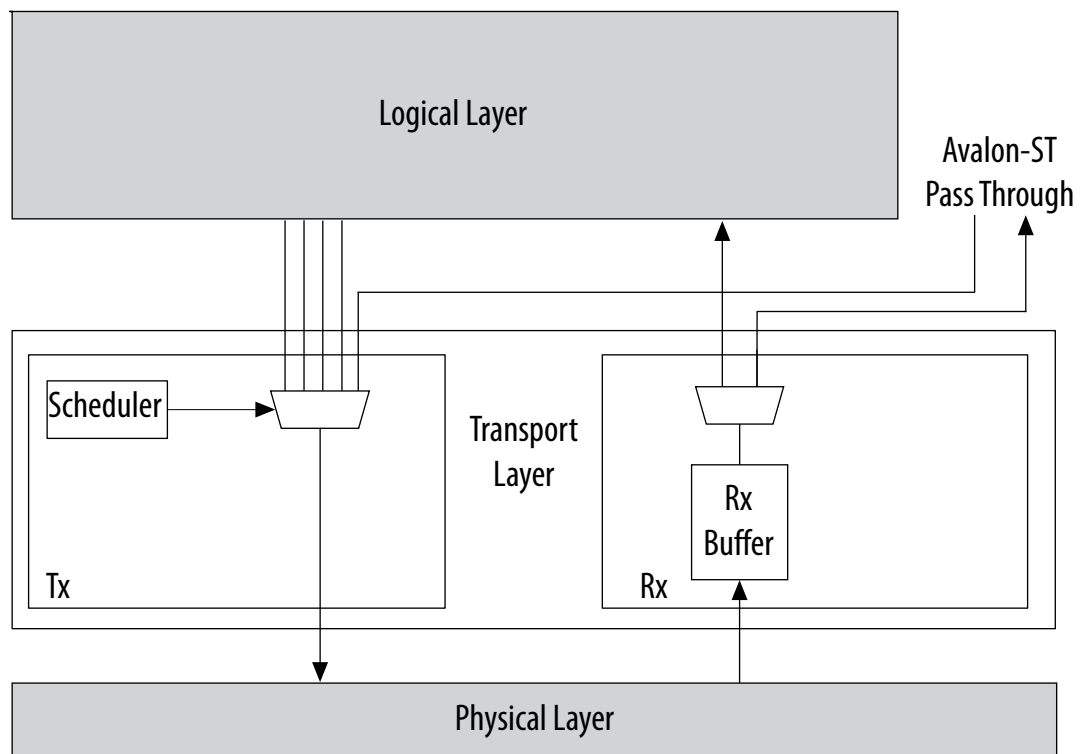 Logical Layer
Avalon-ST
Pass Through
Scheduler
Transport
Layer
Rx
Buffer
Tx
Rx
Physical Layer